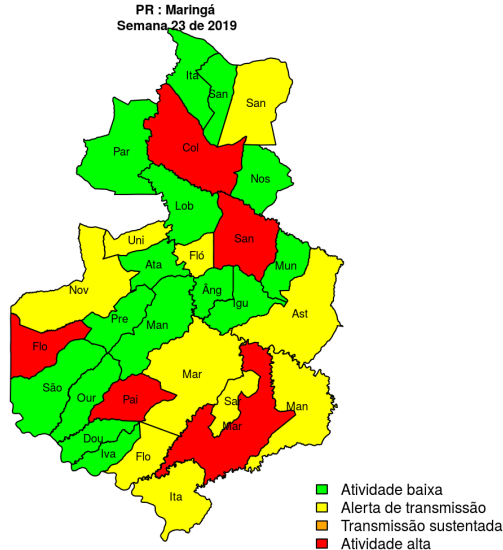 PR : Maringá
Semana 23 de 2019
Ita
San
San
Col
Par
Nos
Lob
San
Uni
Fló
Ata
Mun
Nov
Âng
Igu
Ast
Pre
Man
Flo
Mar
São
Our
Pai
Sa
Man
Mar
Dou
Iva
Flo
Ita
Atividade baixa
Alerta de transmissão
Transmissão sustentada
Atividade alta